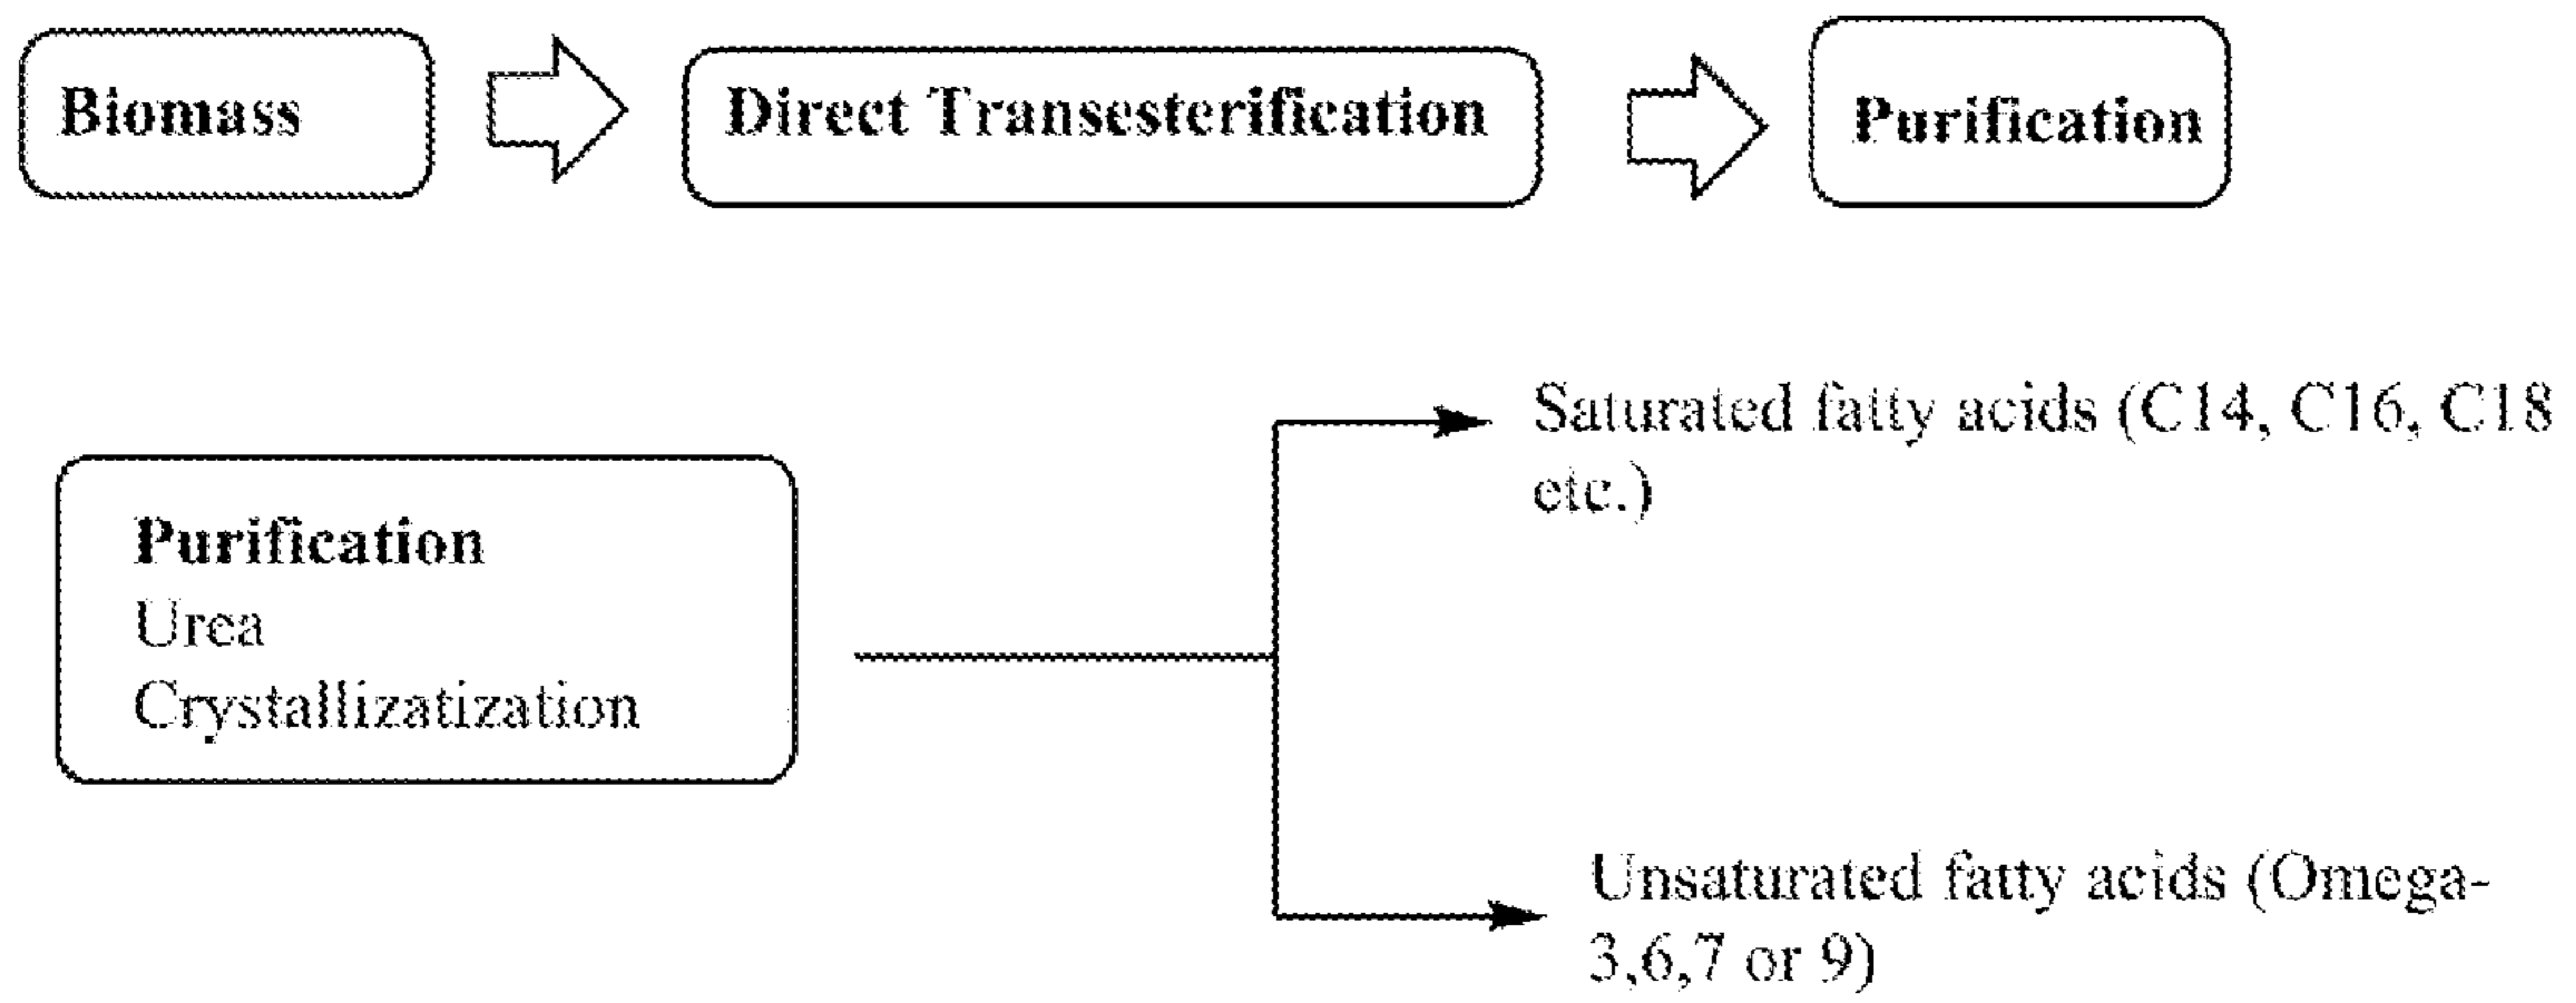 Biomass
Direct Transesterification
Purification
Saturated fatty acids (C14, C16, C18
etc.)
Purification
Urea
Crystallizatization
Unsaturated fatty acids (Omega-
3,6,7 or 9)